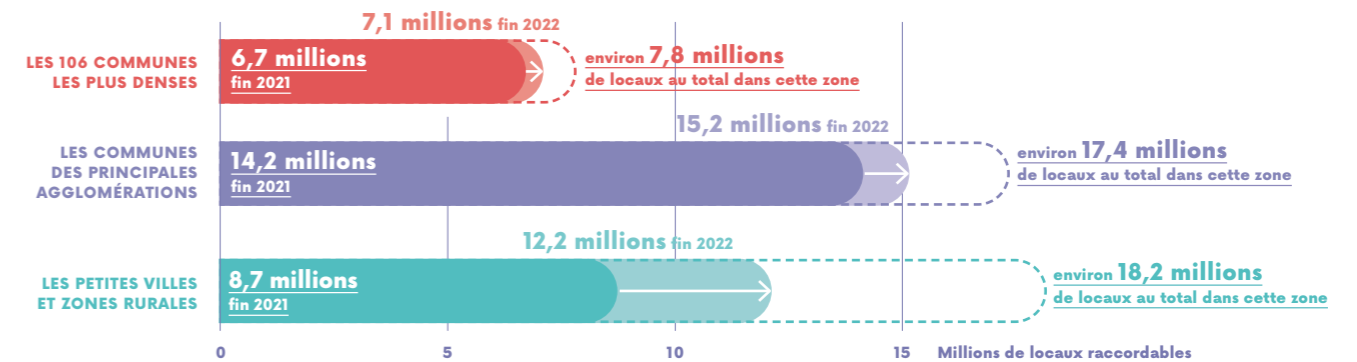 7,1 millions fin 2022
LES 106 COMMUNES
LES PLUS DENSES
6,7 millions
fin 2021
environ 7,8 millions
de locaux au total dans cette zone
15,2 millions fin 2022
LES COMMUNES
DES PRINCIPALES
AGGLOMÉRATIONS
14,2 millions
fin 2021
environ 17,4 millions
de locaux au total dans cette zone
12,2 millions fin 2022
LES PETITES VILLES
ET ZONES RURALES
8,7 millions
fin 2021
environ 18,2 millions
de locaux au total dans cette zone
0 5 10 15 Millions de locaux raccordables